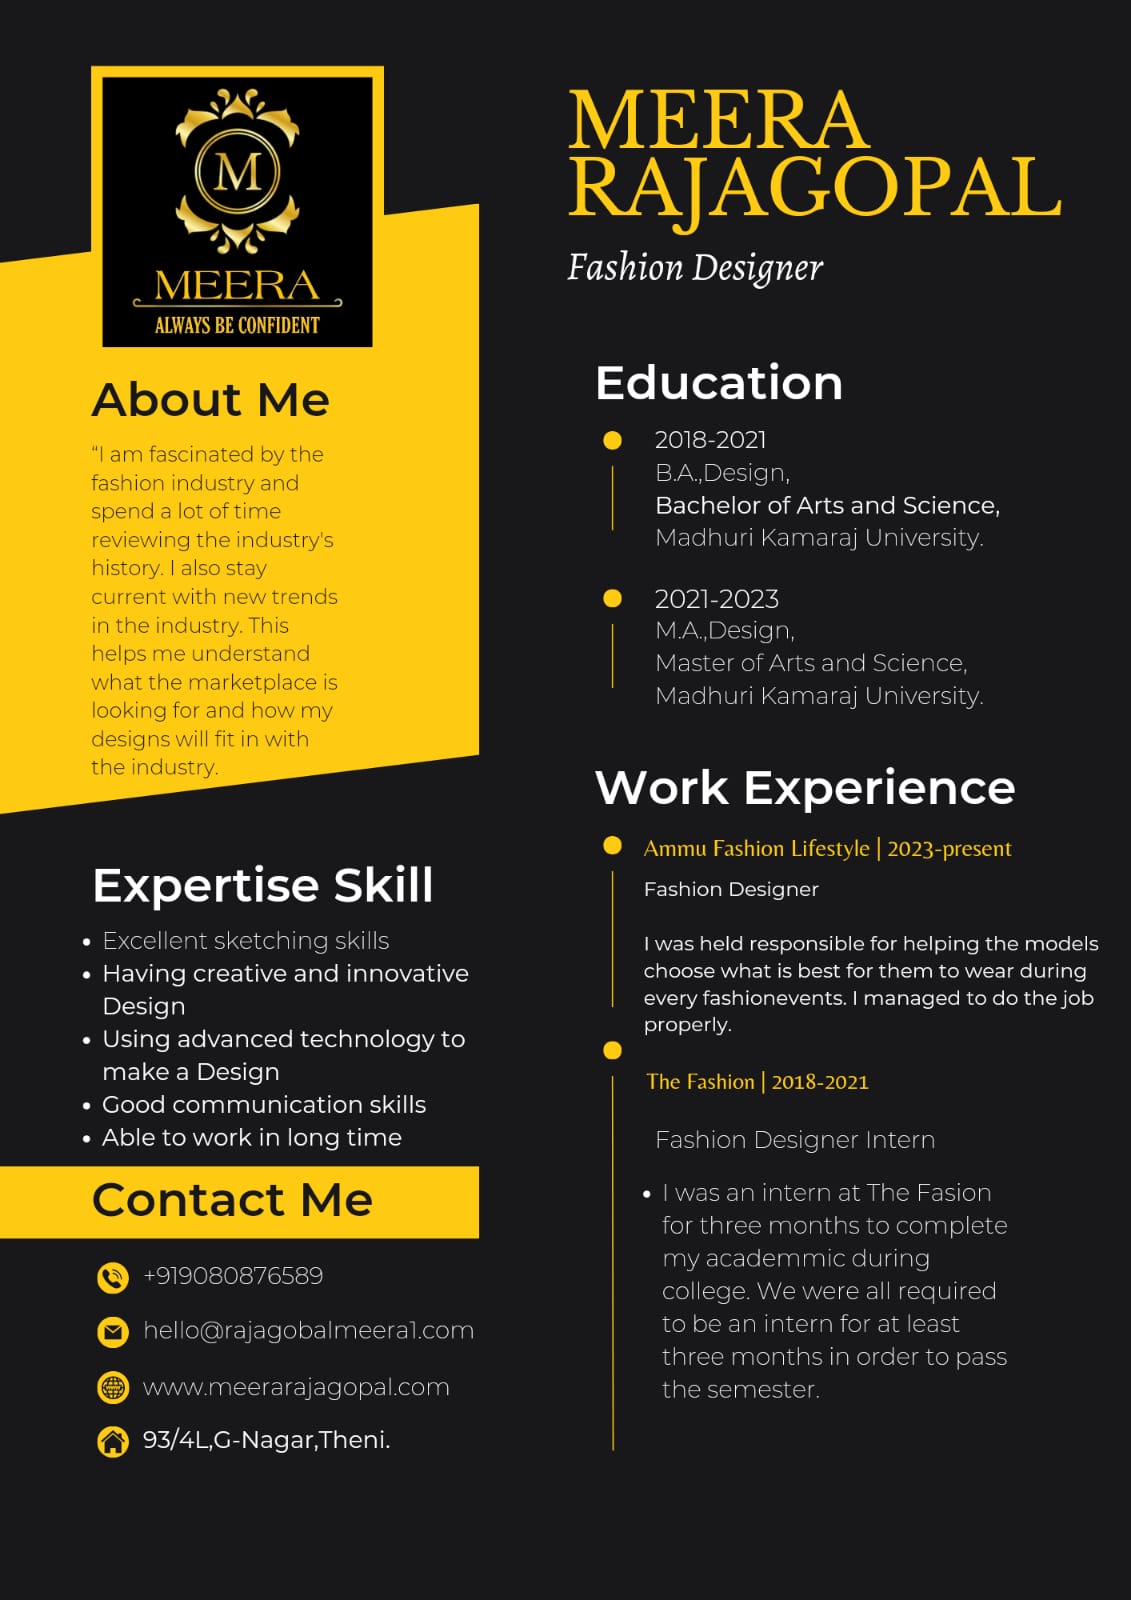 M
MEERA
ALWAYS BE CONFIDENT
MEERA
RAJAGOPAL
Fashion Designer
About Me
“I am fascinated by the
fashion industry and
spend a lot of time
reviewing the industry's
history. I also stay
current with new trends
in the industry. This
helps me understand
what the marketplace is
looking for and how my
designs will fit in with
the industry.
Expertise Skill
• Excellent sketching skills
• Having creative and innovative
Design
• Using advanced technology to
make a Design
• Good communication skills
• Able to work in long time
Contact Me
+919080876589
hello@rajagobalmeera1.com
www.meerarajagopal.com
93/4L,G-Nagar,Theni.
Education
2018-2021
B.A.,Design,
Bachelor of Arts and Science,
Madhuri Kamaraj University.
2021-2023
M.A.,Design,
Master of Arts and Science,
Madhuri Kamaraj University.
Work Experience
Ammu Fashion Lifestyle | 2023-present
Fashion Designer
I was held responsible for helping the models
choose what is best for them to wear during
every fashionevents. I managed to do the job
properly.
The Fashion | 2018-2021
Fashion Designer Intern
• I was an intern at The Fasion
for three months to complete
my academmic during
college. We were all required
to be an intern for at least
three months in order to pass
the semester.